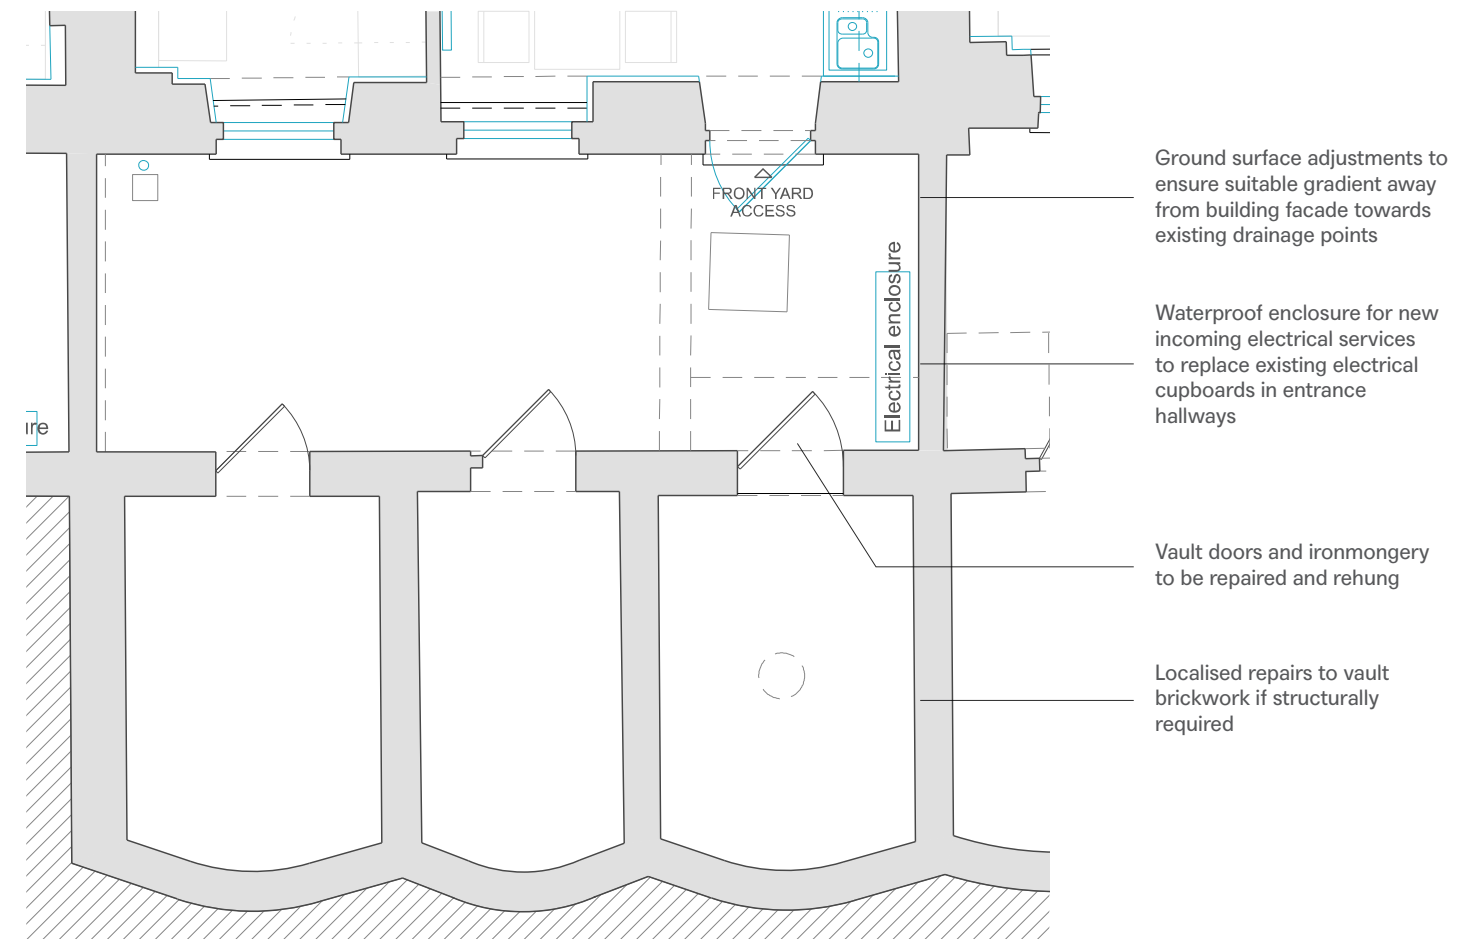 Ground surface adjustments to
ensure suitable gradient away
from building facade towards
existing drainage points
FRONT YARD
ACCESS
Electrical enclosure
Waterproof enclosure for new
incoming electrical services
to replace existing electrical
cupboards in entrance
hallways
ure
Vault doors and ironmongery
to be repaired and rehung
Localised repairs to vault
brickwork if structurally
required